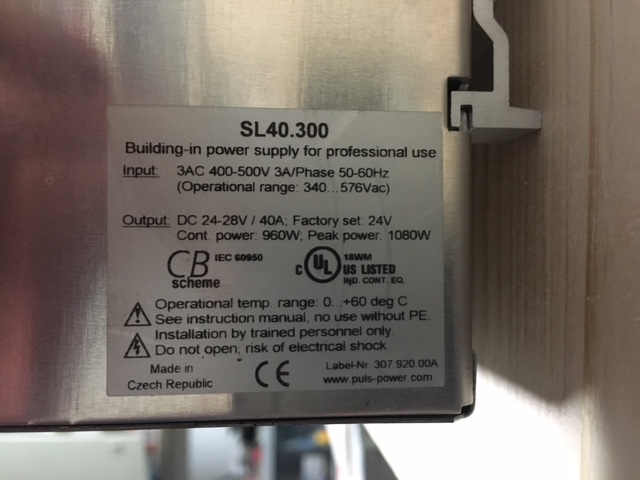 SL40.300
Building-in power supply for professional use
Input: 3AC 400-500V 3A/Phase 50-60Hz
(Operational range: 340...576Vac)
Output: DC 24-28V / 40A; Factory set: 24V
Cont. power: 960W; Peak power: 1080W
CB scheme IEC 60950
c UL US LISTED 18WM
IND. CONT. EQ.
Operational temp. range: 0...+60 deg C
See instruction manual, no use without PE.
Installation by trained personnel only.
Do not open, risk of electrical shock.
Made in Czech Republic
CE
Label-Nr. 307.920.00A
www.puls-power.com